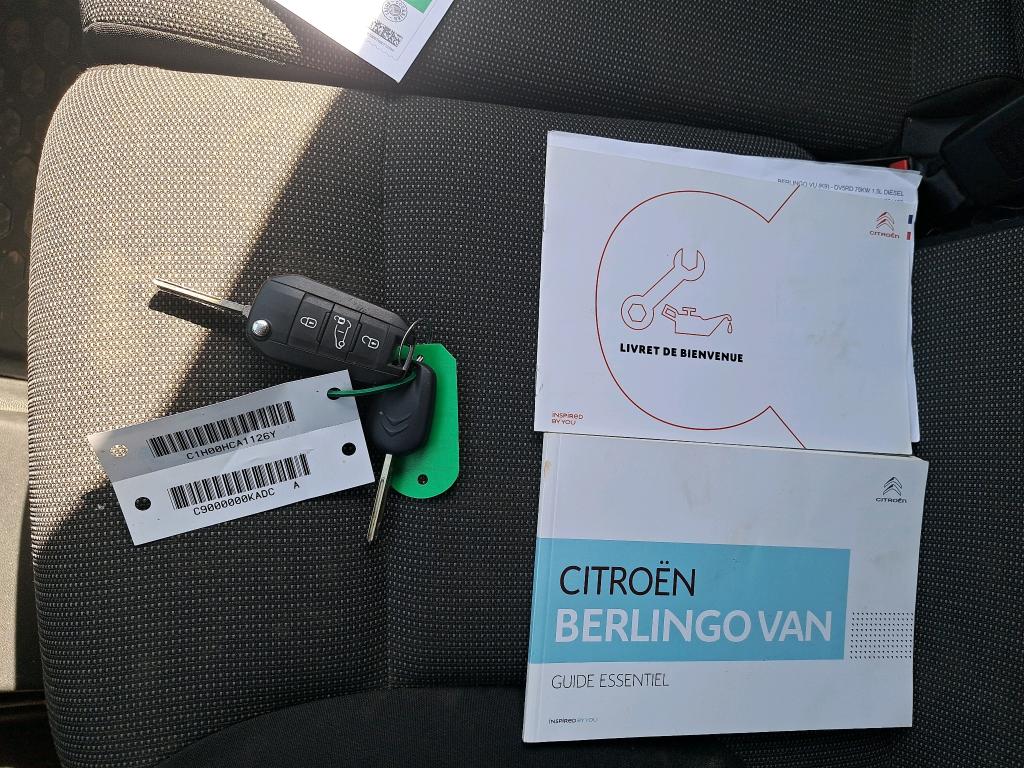 BERLINGO VU (K9) - DV5RD 75KW 1.5L DIESEL
CITROËN
LIVRET DE BIENVENUE
INSPIRED
BY YOU
C1H00HCA1126Y
C9000000KADC A
CITROËN
CITROËN
BERLINGO VAN
GUIDE ESSENTIEL
INSPIRED BY YOU